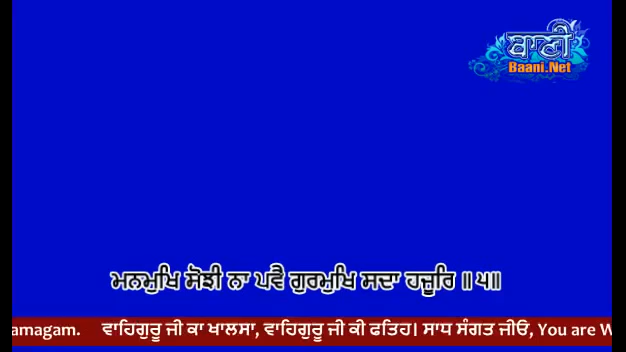 ਬਾਣੀ
Baani.Net
ਮਨਮੁਖਿ ਸੋਝੀ ਨਾ ਪਵੈ ਗੁਰਮੁਖਿ ਸਦਾ ਹਜੂਰਿ ॥੫॥
amagam. ਵਾਹਿਗੁਰੂ ਜੀ ਕਾ ਖਾਲਸਾ, ਵਾਹਿਗੁਰੂ ਜੀ ਕੀ ਫਤਿਹ। ਸਾਧ ਸੰਗਤ ਜੀਓ, You are W